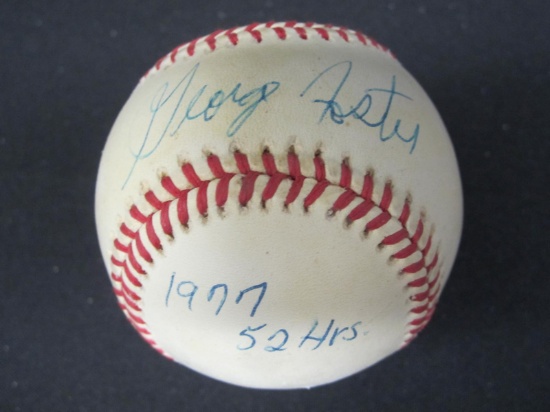 George Foster
1977
52 Hrs.